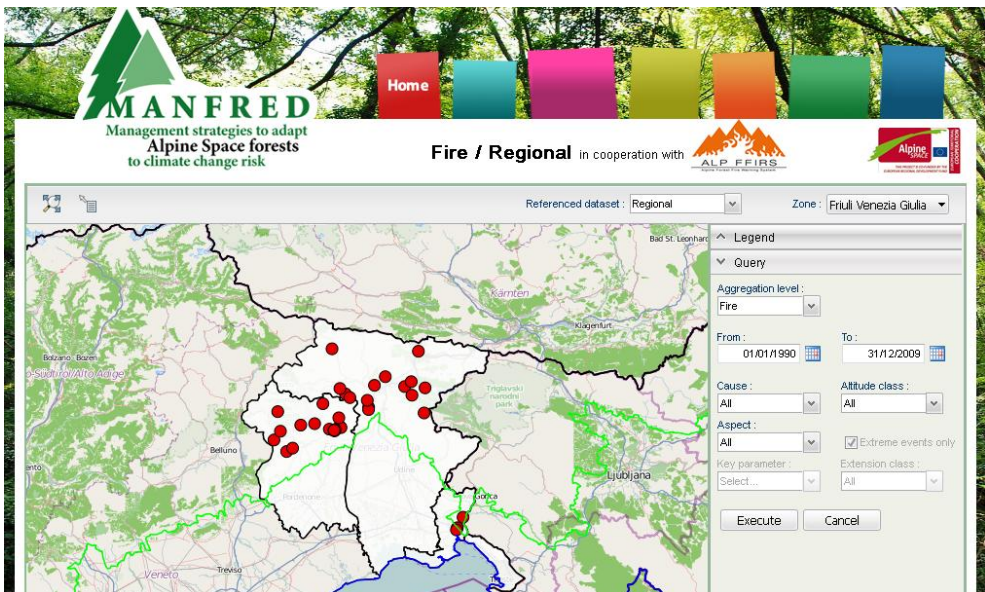 Home
MANFRED
Management strategies to adapt
Alpine Space forests
to climate change risk
Fire / Regional in cooperation with
ALP FFIRS
Alpine Forest Fire Warning System
Alpine
SPACE
Referenced dataset : Regional
Zone : Friuli Venezia Giulia
Bad St. Leonhard
Legend
Query
Kärnten
Aggregation level :
Fire
Klagenfurt
From :
To :
01/01/1990
31/12/2009
Bolzano - Bozen
Triglavski
narodni
park
Cause :
Altitude class :
All
All
Aspect :
All
Extreme events only
Belluno
Udine
Ljubljana
Key parameter :
Extension class :
Select...
All
Pordenone
Gorica
Execute
Cancel
Veneto
Treviso